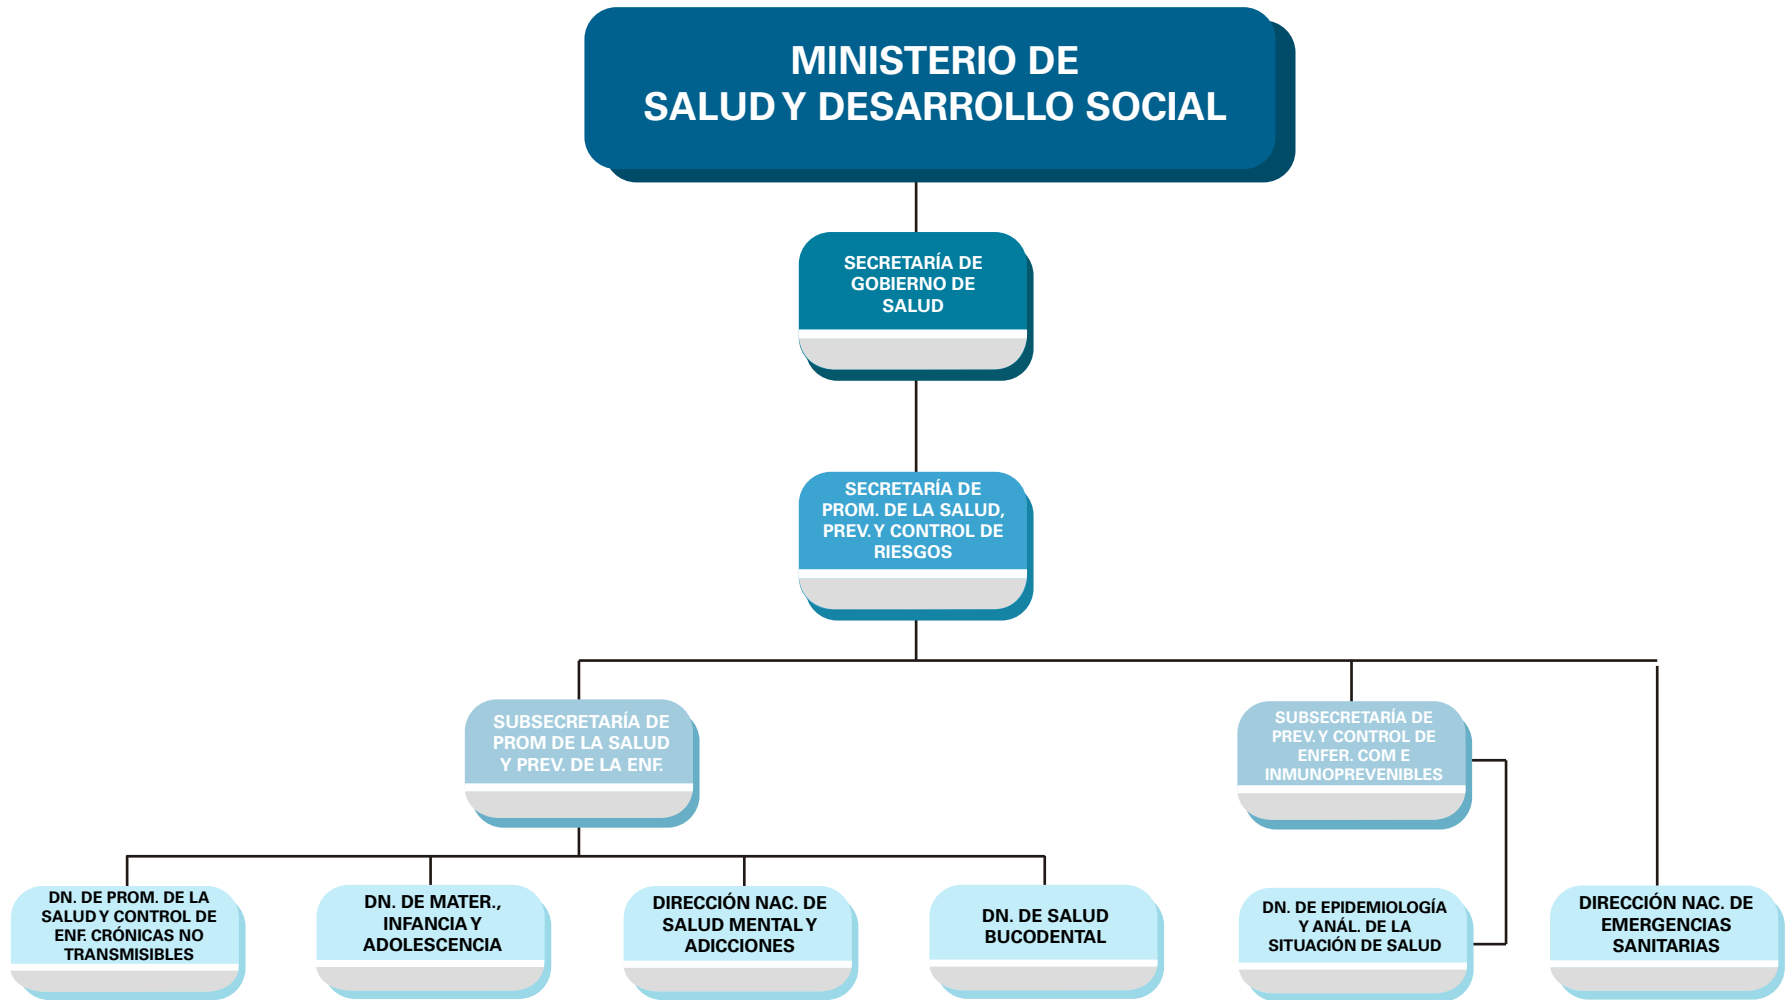 MINISTERIO DE
SALUD Y DESARROLLO SOCIAL
SECRETARÍA DE
GOBIERNO DE
SALUD
SECRETARÍA DE
PROM. DE LA SALUD,
PREV. Y CONTROL DE
RIESGOS
SUBSECRETARÍA DE
PROM DE LA SALUD
Y PREV. DE LA ENF.
SUBSECRETARÍA DE
PREV. Y CONTROL DE
ENFER. COM E
INMUNOPREVENIBLES
DN. DE PROM. DE LA
SALUD Y CONTROL DE
ENF. CRÓNICAS NO
TRANSMISIBLES
DN. DE MATER.,
INFANCIA Y
ADOLESCENCIA
DIRECCIÓN NAC. DE
SALUD MENTAL Y
ADICCIONES
DN. DE SALUD
BUCODENTAL
DN. DE EPIDEMIOLOGÍA
Y ANÁL. DE LA
SITUACIÓN DE SALUD
DIRECCIÓN NAC. DE
EMERGENCIAS
SANITARIAS